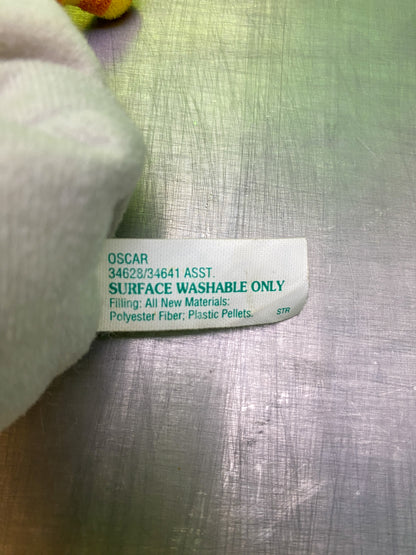 OSCAR
34628/34641 ASST.
SURFACE WASHABLE ONLY
Filling: All New Materials:
Polyester Fiber; Plastic Pellets.
STR